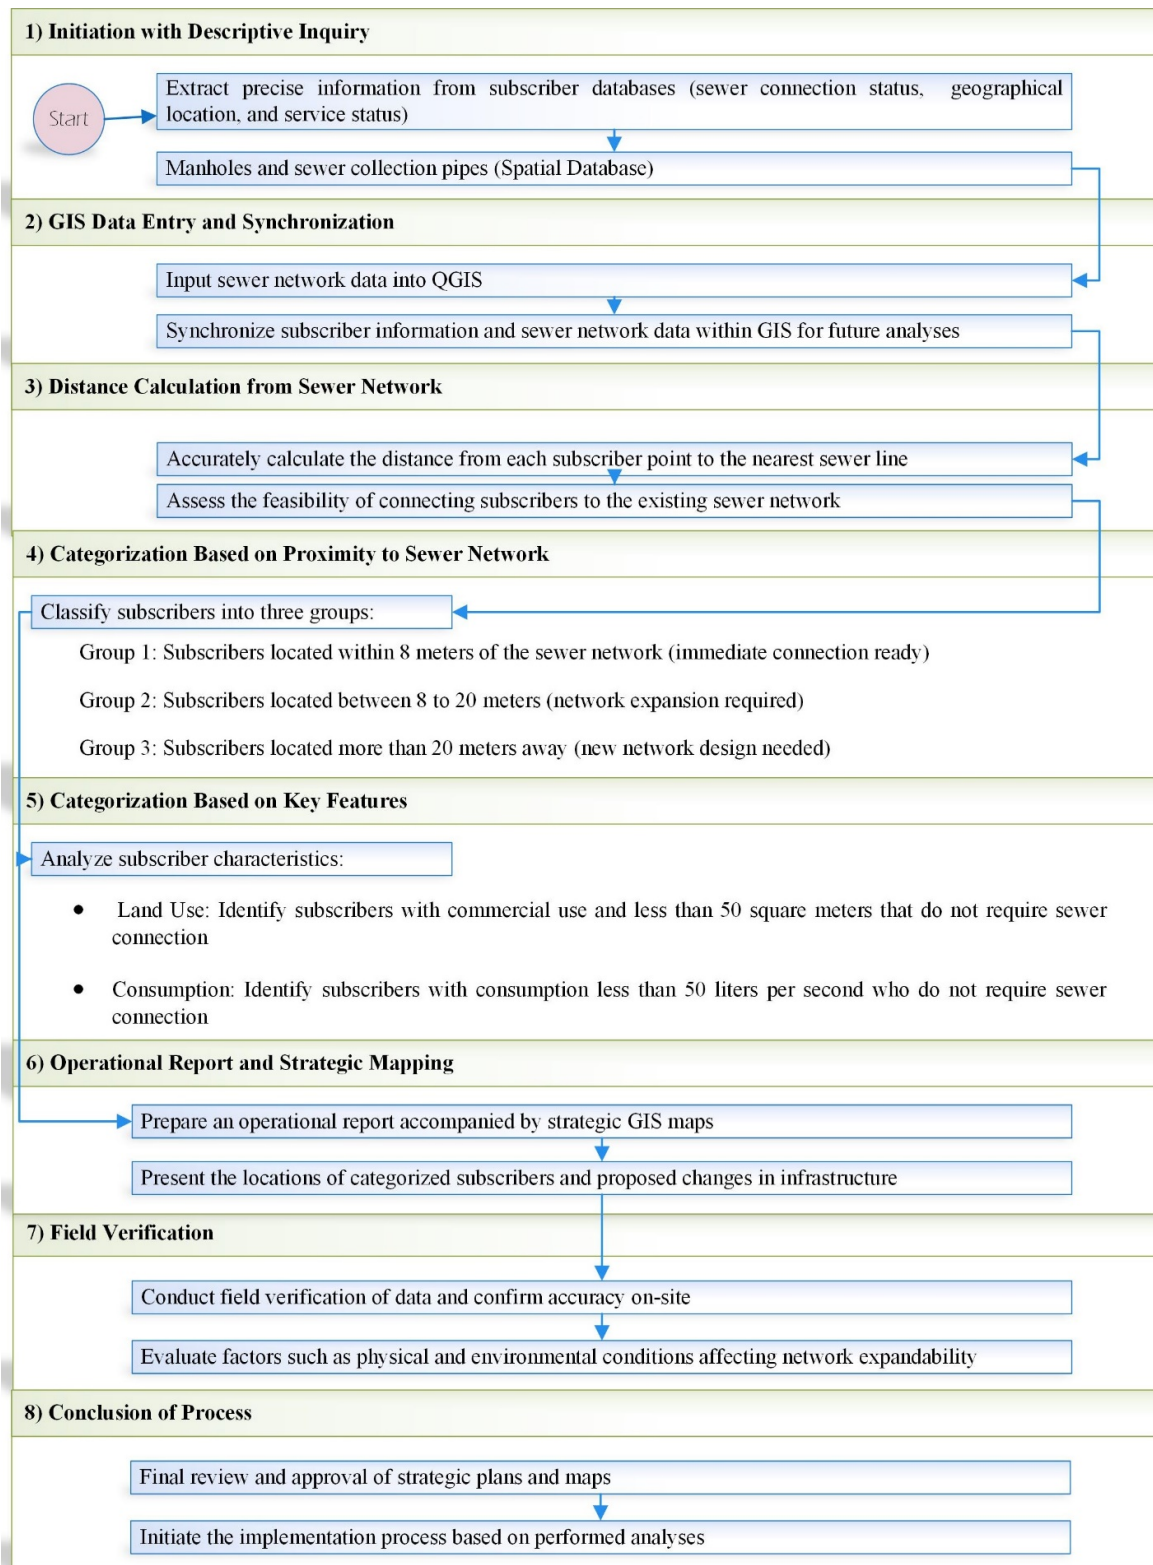 1) Initiation with Descriptive Inquiry
Start
Extract precise information from subscriber databases (sewer connection status, geographical
location, and service status)
Manholes and sewer collection pipes (Spatial Database)
2) GIS Data Entry and Synchronization
Input sewer network data into QGIS
Synchronize subscriber information and sewer network data within GIS for future analyses
3) Distance Calculation from Sewer Network
Accurately calculate the distance from each subscriber point to the nearest sewer line
Assess the feasibility of connecting subscribers to the existing sewer network
4) Categorization Based on Proximity to Sewer Network
Classify subscribers into three groups:
Group 1: Subscribers located within 8 meters of the sewer network (immediate connection ready)
Group 2: Subscribers located between 8 to 20 meters (network expansion required)
Group 3: Subscribers located more than 20 meters away (new network design needed)
5) Categorization Based on Key Features
Analyze subscriber characteristics:
• Land Use: Identify subscribers with commercial use and less than 50 square meters that do not require sewer
connection
• Consumption: Identify subscribers with consumption less than 50 liters per second who do not require sewer
connection
6) Operational Report and Strategic Mapping
Prepare an operational report accompanied by strategic GIS maps
Present the locations of categorized subscribers and proposed changes in infrastructure
7) Field Verification
Conduct field verification of data and confirm accuracy on-site
Evaluate factors such as physical and environmental conditions affecting network expandability
8) Conclusion of Process
Final review and approval of strategic plans and maps
Initiate the implementation process based on performed analyses